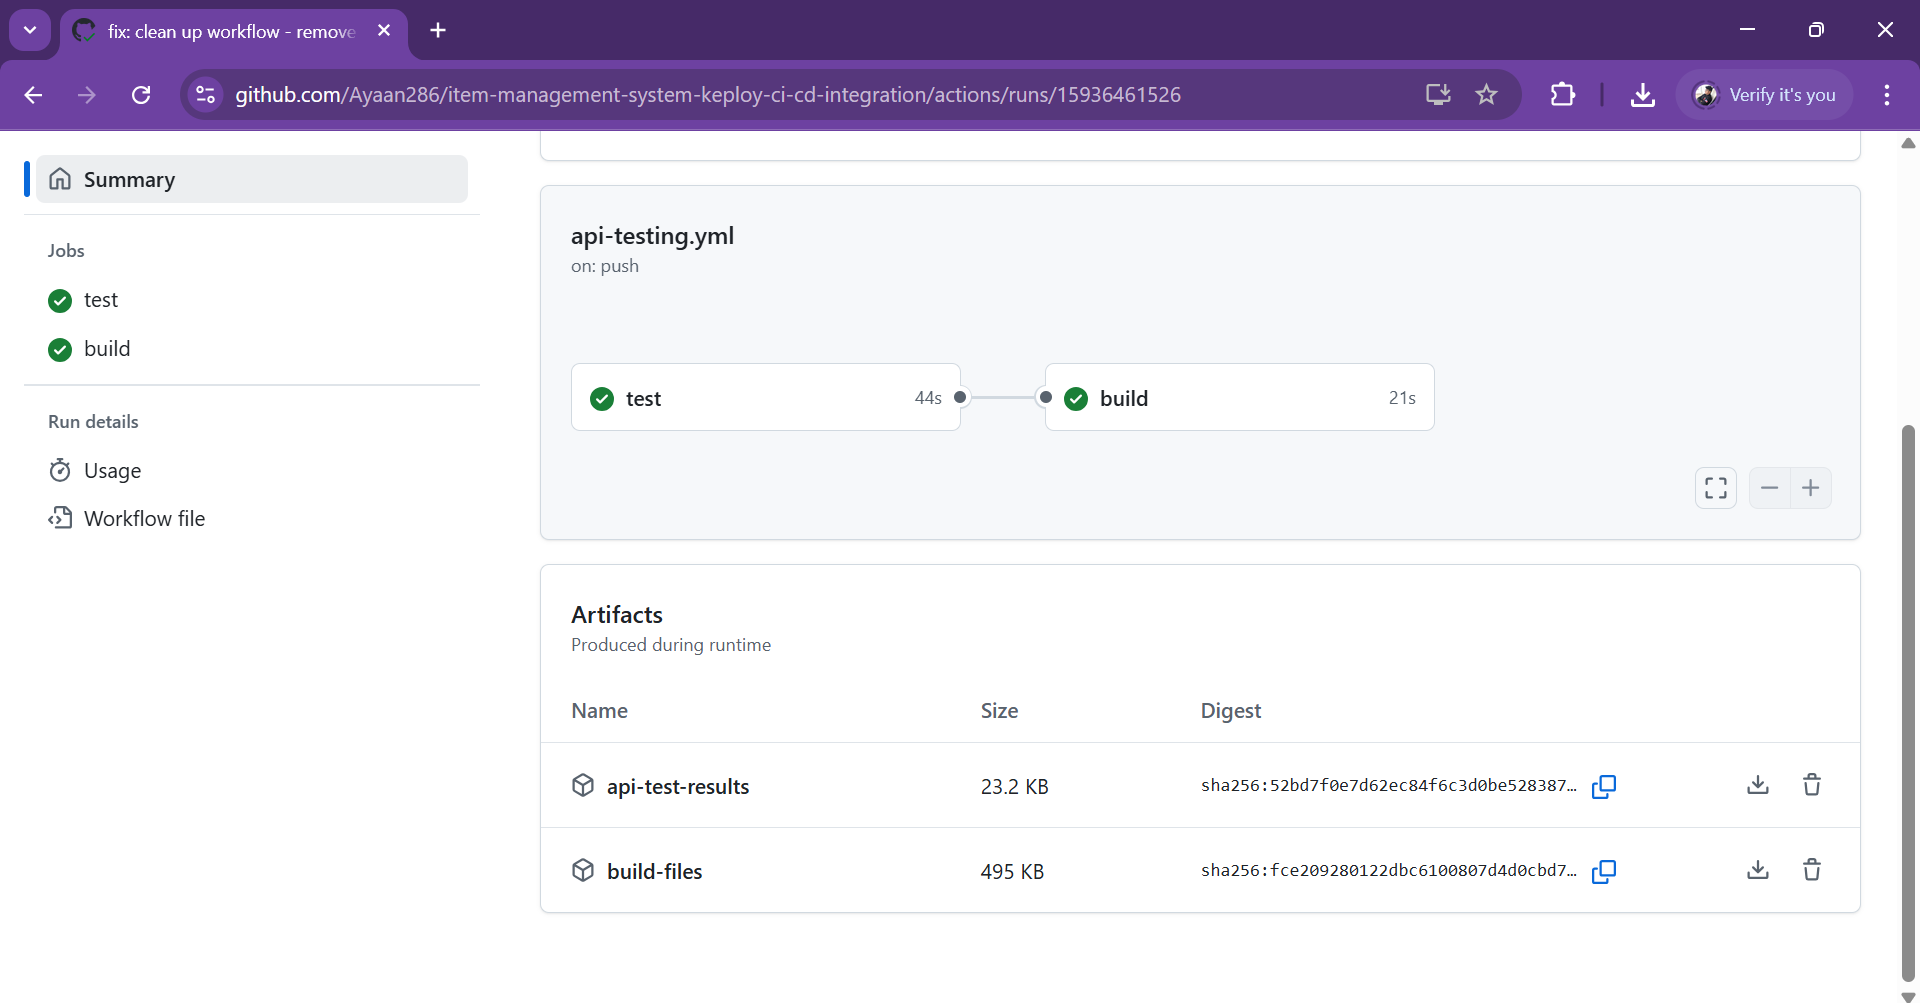 fix: clean up workflow - remove
github.com/Ayaan286/item-management-system-keploy-ci-cd-integration/actions/runs/15936461526
Verify it's you
Summary
Jobs
test
build
Run details
Usage
Workflow file
api-testing.yml
on: push
test 44s
build 21s
Artifacts
Produced during runtime
Name Size Digest
api-test-results 23.2 KB sha256:52bd7f0e7d62ec84f6c3d0be528387…
build-files 495 KB sha256:fce209280122dbc6100807d4d0cbd7…